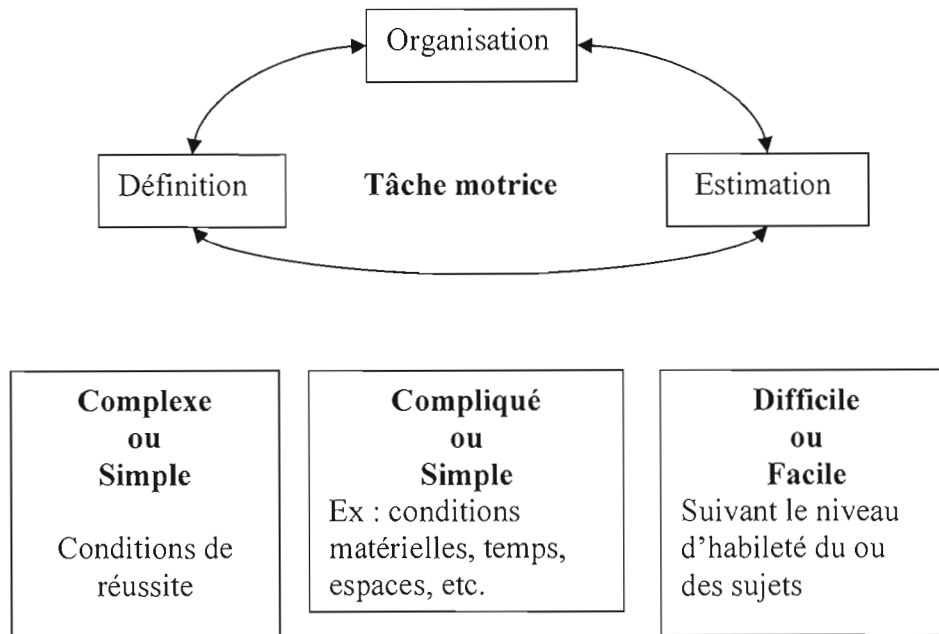 Organisation
Définition
Tâche motrice
Estimation
Complexe
ou
Simple
Conditions de
réussite
Compliqué
ou
Simple
Ex : conditions
matérielles, temps,
espaces, etc.
Difficile
ou
Facile
Suivant le niveau
d'habileté du ou
des sujets